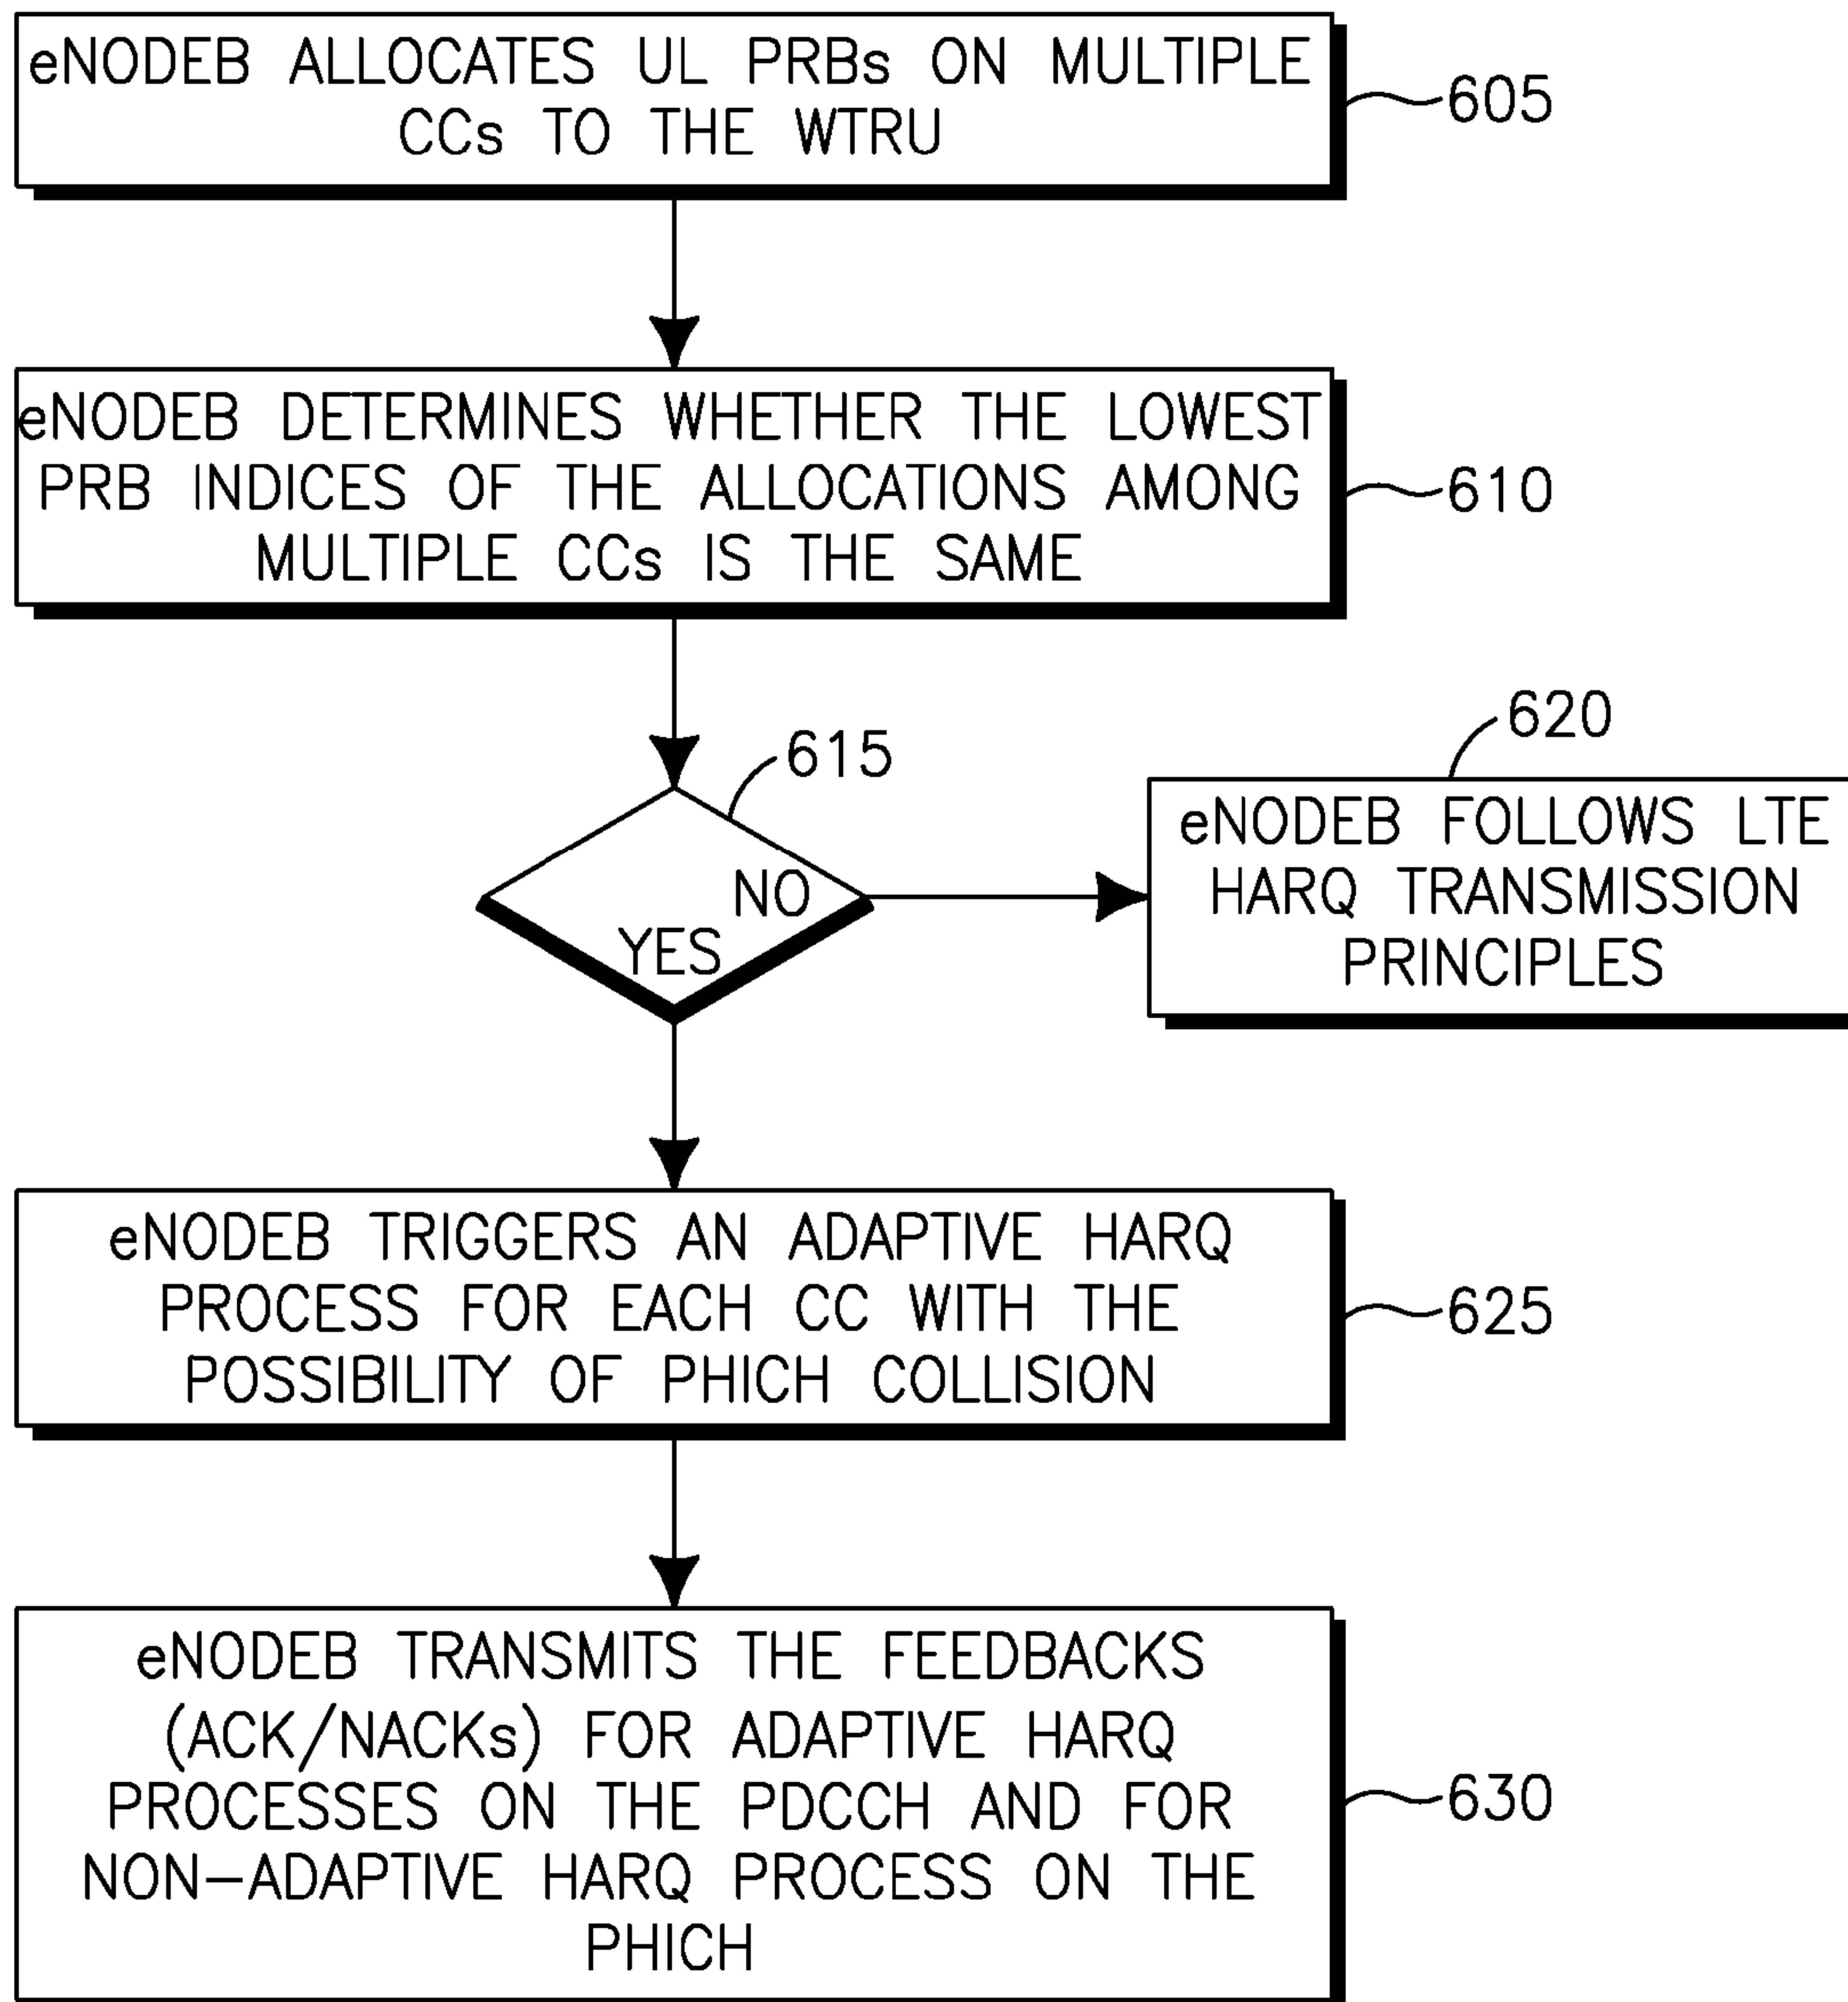 eNODEB ALLOCATES UL PRBs ON MULTIPLE
CCs TO THE WTRU
605
eNODEB DETERMINES WHETHER THE LOWEST
PRB INDICES OF THE ALLOCATIONS AMONG
MULTIPLE CCs IS THE SAME
610
615
NO
YES
620
eNODEB FOLLOWS LTE
HARQ TRANSMISSION
PRINCIPLES
eNODEB TRIGGERS AN ADAPTIVE HARQ
PROCESS FOR EACH CC WITH THE
POSSIBILITY OF PHICH COLLISION
625
eNODEB TRANSMITS THE FEEDBACKS
(ACK/NACKs) FOR ADAPTIVE HARQ
PROCESSES ON THE PDCCH AND FOR
NON-ADAPTIVE HARQ PROCESS ON THE
PHICH
630